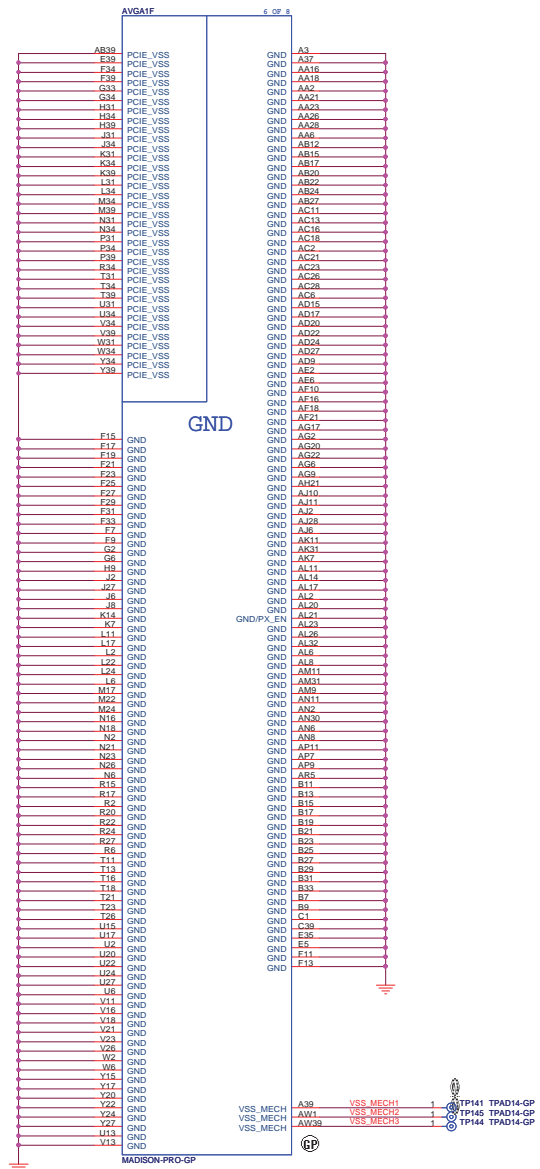 AVGA1F 6 OF 8
AB39 PCIE_VSS
E39 PCIE_VSS
F34 PCIE_VSS
F39 PCIE_VSS
G33 PCIE_VSS
G34 PCIE_VSS
H31 PCIE_VSS
H34 PCIE_VSS
H39 PCIE_VSS
J31 PCIE_VSS
J34 PCIE_VSS
K31 PCIE_VSS
K34 PCIE_VSS
K39 PCIE_VSS
L31 PCIE_VSS
L34 PCIE_VSS
M34 PCIE_VSS
M39 PCIE_VSS
N31 PCIE_VSS
N34 PCIE_VSS
P31 PCIE_VSS
P34 PCIE_VSS
P39 PCIE_VSS
R34 PCIE_VSS
T31 PCIE_VSS
T34 PCIE_VSS
T39 PCIE_VSS
U31 PCIE_VSS
U34 PCIE_VSS
V34 PCIE_VSS
V39 PCIE_VSS
W31 PCIE_VSS
W34 PCIE_VSS
Y34 PCIE_VSS
Y39 PCIE_VSS
GND
F15 GND
F17 GND
F19 GND
F21 GND
F23 GND
F25 GND
F27 GND
F29 GND
F31 GND
F33 GND
F7 GND
F9 GND
G2 GND
G6 GND
H9 GND
J2 GND
J27 GND
J6 GND
J8 GND
K14 GND
K7 GND
L11 GND
L17 GND
L2 GND
L22 GND
L24 GND
L6 GND
M17 GND
M22 GND
M24 GND
N16 GND
N18 GND
N2 GND
N21 GND
N23 GND
N26 GND
N6 GND
R15 GND
R17 GND
R2 GND
R20 GND
R22 GND
R24 GND
R27 GND
R6 GND
T11 GND
T13 GND
T16 GND
T18 GND
T21 GND
T23 GND
T26 GND
U15 GND
U17 GND
U2 GND
U20 GND
U22 GND
U24 GND
U27 GND
U6 GND
V11 GND
V16 GND
V18 GND
V21 GND
V23 GND
V26 GND
W2 GND
W6 GND
Y15 GND
Y17 GND
Y20 GND
Y22 GND
Y24 GND
Y27 GND
U13 GND
V13 GND
GND A3
GND A37
GND AA16
GND AA18
GND AA2
GND AA21
GND AA23
GND AA26
GND AA28
GND AA6
GND AB12
GND AB15
GND AB17
GND AB20
GND AB22
GND AB24
GND AB27
GND AC11
GND AC13
GND AC16
GND AC18
GND AC2
GND AC21
GND AC23
GND AC26
GND AC28
GND AC6
GND AD15
GND AD17
GND AD20
GND AD22
GND AD24
GND AD27
GND AD9
GND AE2
GND AE6
GND AF10
GND AF16
GND AF18
GND AF21
GND AG17
GND AG2
GND AG20
GND AG22
GND AG6
GND AG9
GND AH21
GND AJ10
GND AJ11
GND AJ2
GND AJ28
GND AJ6
GND AK11
GND AK31
GND AK7
GND AL11
GND AL14
GND AL17
GND AL2
GND AL20
GND/PX_EN AL21
GND AL23
GND AL26
GND AL32
GND AL6
GND AL8
GND AM11
GND AM31
GND AM9
GND AN11
GND AN2
GND AN30
GND AN6
GND AN8
GND AP11
GND AP7
GND AP9
GND AR5
GND B11
GND B13
GND B15
GND B17
GND B19
GND B21
GND B23
GND B25
GND B27
GND B29
GND B31
GND B33
GND B7
GND B9
GND C1
GND C39
GND E35
GND E5
GND F11
GND F13
VSS_MECH A39 VSS_MECH1 1 TP141 TPAD14-GP
VSS_MECH AW1 VSS_MECH2 1 TP145 TPAD14-GP
VSS_MECH AW39 VSS_MECH3 1 TP144 TPAD14-GP
GP
MADISON-PRO-GP